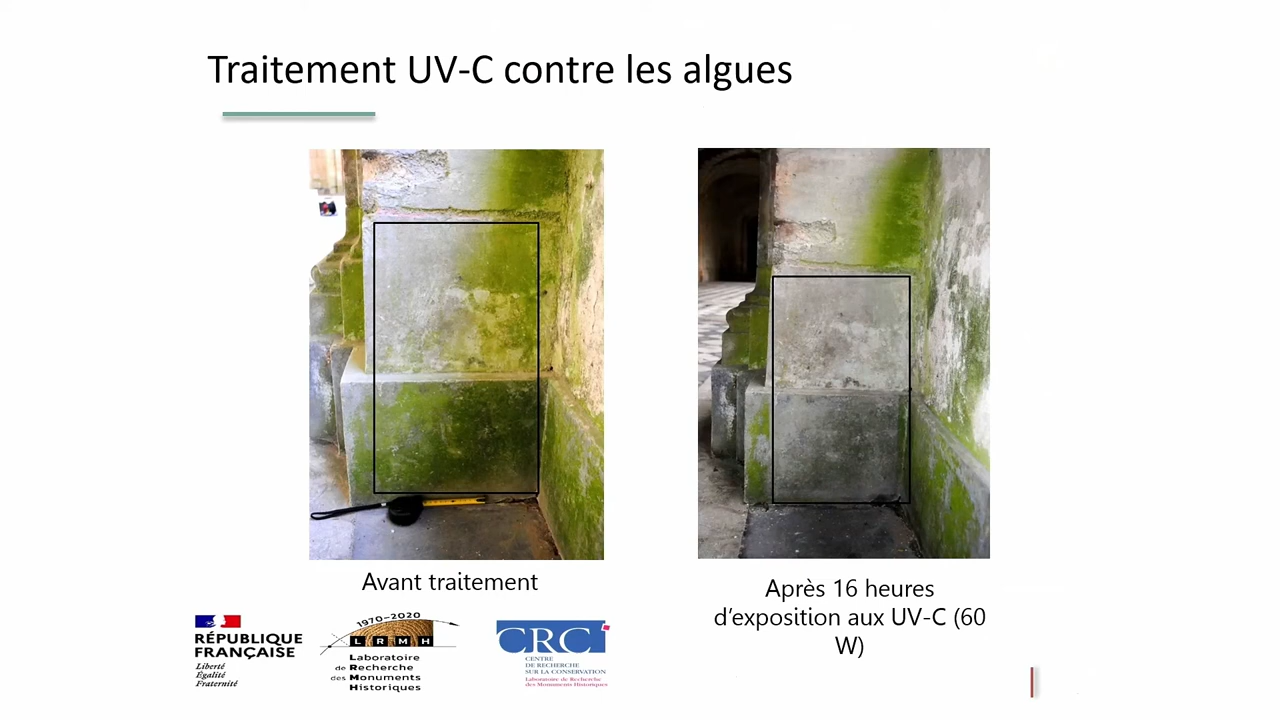 Traitement UV-C contre les algues
Avant traitement
Après 16 heures
d’exposition aux UV-C (60
W)
RÉPUBLIQUE
FRANÇAISE
Liberté
Égalité
Fraternité
1970-2020
LRMH
Laboratoire
de Recherche
des Monuments
Historiques
CRC
CENTRE
DE RECHERCHE
SUR LA CONSERVATION
Laboratoire de Recherche
des Monuments Historiques